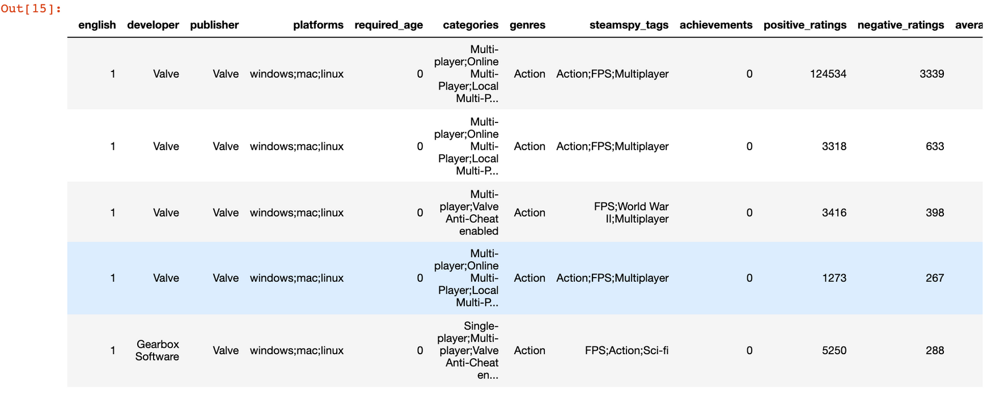 Out[15]:
english developer publisher platforms required_age categories genres steamspy_tags achievements positive_ratings negative_ratings avera
Multi-
player;Online
1 Valve Valve windows;mac;linux 0 Multi- Action Action;FPS;Multiplayer 0 124534 3339
Player;Local
Multi-P...
Multi-
player;Online
1 Valve Valve windows;mac;linux 0 Multi- Action Action;FPS;Multiplayer 0 3318 633
Player;Local
Multi-P...
Multi-
player;Valve FPS;World War
1 Valve Valve windows;mac;linux 0 Anti-Cheat Action II;Multiplayer 0 3416 398
enabled
Multi-
player;Online
1 Valve Valve windows;mac;linux 0 Multi- Action Action;FPS;Multiplayer 0 1273 267
Player;Local
Multi-P...
Single-
player;Multi-
1 Gearbox Software Valve windows;mac;linux 0 player;Valve Action FPS;Action;Sci-fi 0 5250 288
Anti-Cheat
en...